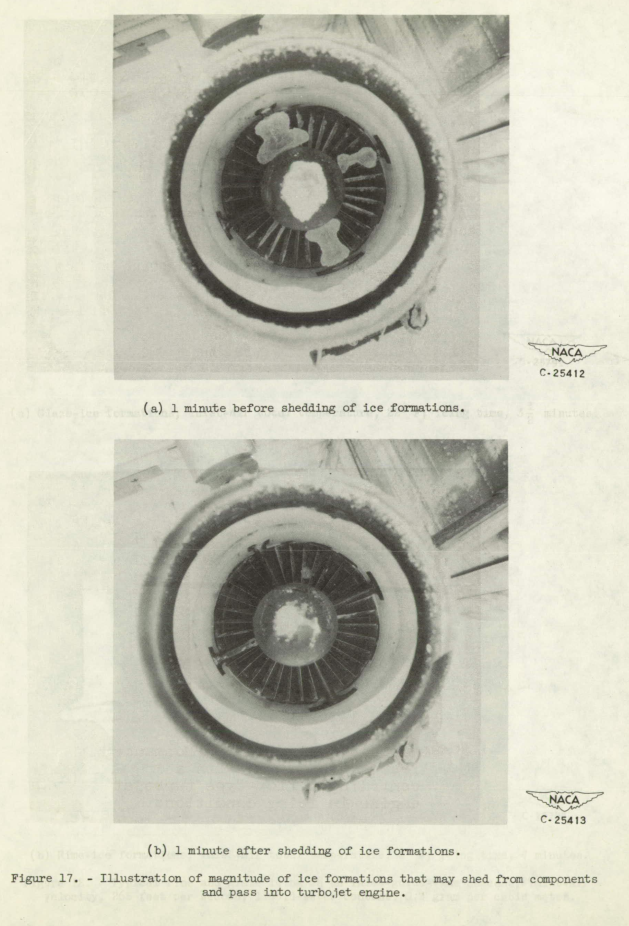 NACA
C-25412
(a) 1 minute before shedding of ice formations.
NACA
C-25413
(b) 1 minute after shedding of ice formations.
Figure 17. - Illustration of magnitude of ice formations that may shed from components
and pass into turbojet engine.